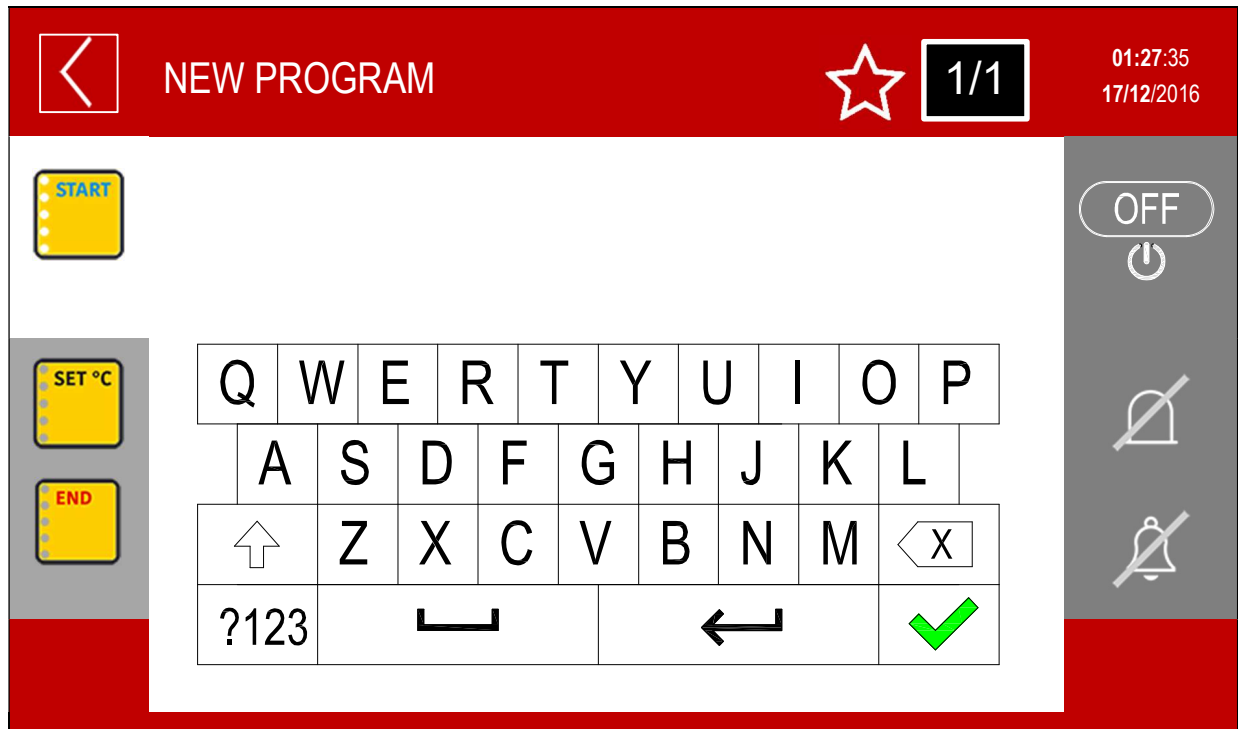 NEW PROGRAM
1/1
01:27:35
17/12/2016
START
OFF
SET °C
END
Q W E R T Y U I O P
A S D F G H J K L
Z X C V B N M X
?123